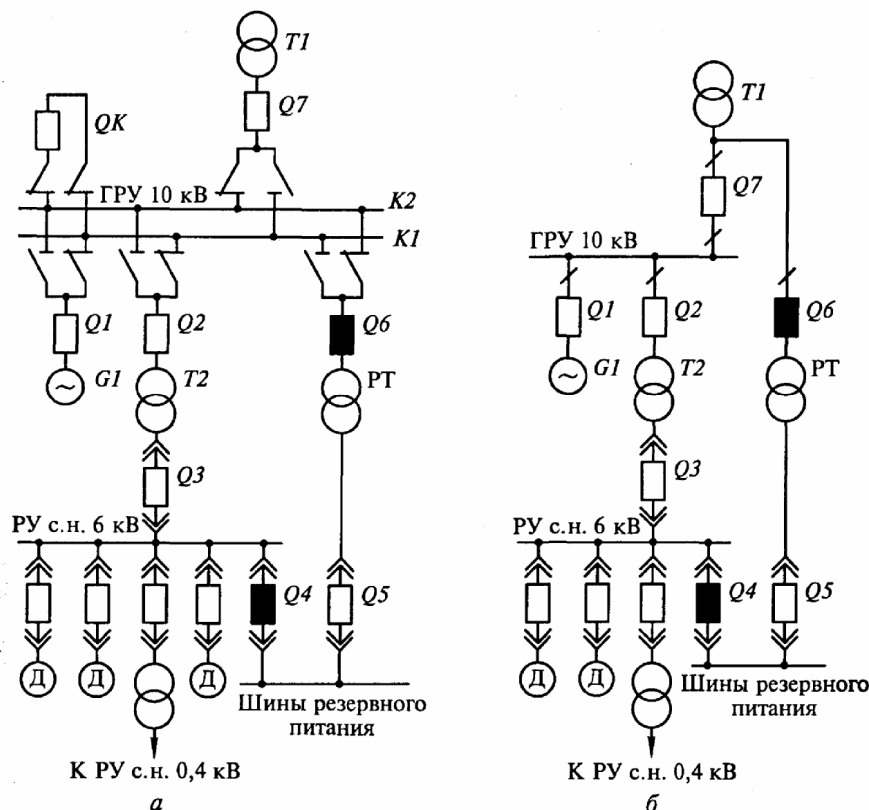 T1
Q7
QK
ГРУ 10 кВ
K2
K1
Q1
Q2
Q6
~
G1
T2
РТ
Q3
РУ с.н. 6 кВ
Q4
Q5
Д
Д
Д
Шины резервного
питания
К РУ с.н. 0,4 кВ
а
T1
Q7
ГРУ 10 кВ
Q1
Q2
Q6
~
G1
T2
РТ
Q3
РУ с.н. 6 кВ
Q4
Q5
Д
Д
Шины резервного
питания
К РУ с.н. 0,4 кВ
б